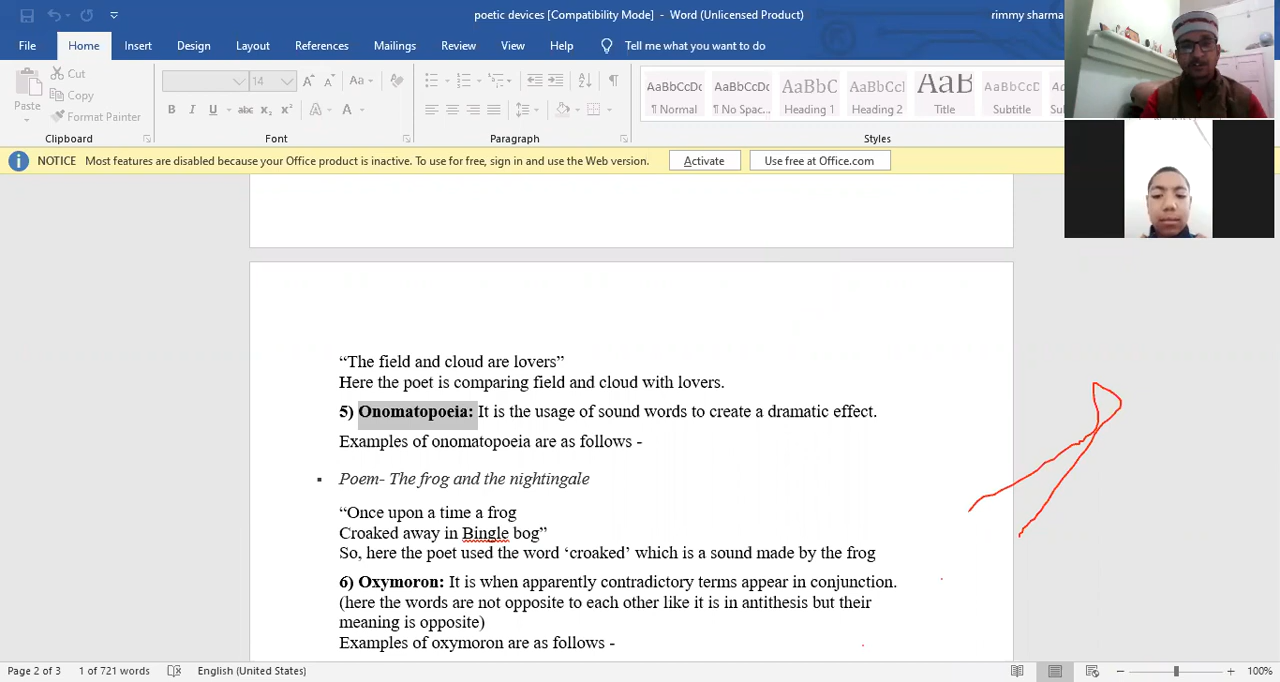 poetic devices [Compatibility Mode] - Word (Unlicensed Product)
rimmy sharma
File Home Insert Design Layout References Mailings Review View Help Tell me what you want to do
Paste
Cut
Copy
Format Painter
14
Aa
B I U abc x₂ x² A A
AaBbCcDc AaBbCcDc AaBbC AaBbCcI AaB AaBbCcC
¶ Normal ¶ No Spac... Heading 1 Heading 2 Title Subtitle
Clipboard Font Paragraph Styles
NOTICE Most features are disabled because your Office product is inactive. To use for free, sign in and use the Web version. Activate Use free at Office.com
“The field and cloud are lovers”
Here the poet is comparing field and cloud with lovers.
5) Onomatopoeia: It is the usage of sound words to create a dramatic effect.
Examples of onomatopoeia are as follows -
▪ Poem- The frog and the nightingale
“Once upon a time a frog
Croaked away in Bingle bog”
So, here the poet used the word ‘croaked’ which is a sound made by the frog
6) Oxymoron: It is when apparently contradictory terms appear in conjunction.
(here the words are not opposite to each other like it is in antithesis but their
meaning is opposite)
Examples of oxymoron are as follows -
Page 2 of 3 1 of 721 words English (United States) 100%